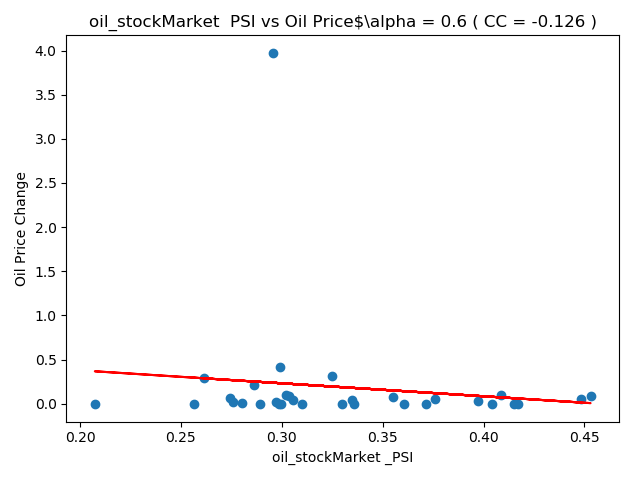 oil_stockMarket  PSI vs Oil Price$\alpha = 0.6 ( CC = -0.126 )
4.0
3.5
3.0
2.5
2.0
1.5
1.0
0.5
0.0
Oil Price Change
0.20 0.25 0.30 0.35 0.40 0.45
oil_stockMarket _PSI